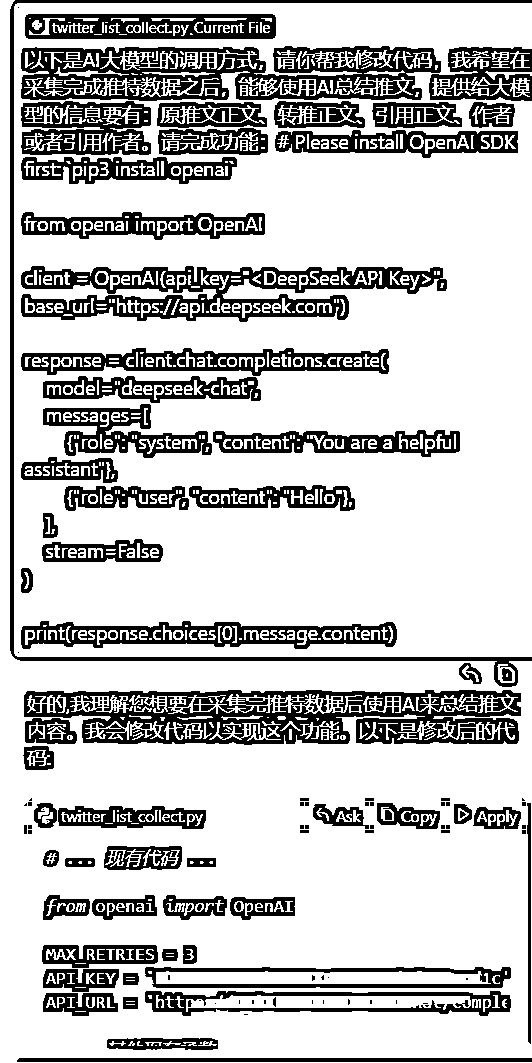 twitter_list_collect.py Current File
以下是AI大模型的调用方式，请你帮我修改代码，我希望在
采集完成推特数据之后，能够使用AI总结推文，提供给大模
型的信息要有：原推文正文、转推正文、引用正文、作者
或者引用作者。请完成功能：# Please install OpenAI SDK
first: `pip3 install openai`
from openai import OpenAI
client = OpenAI(api_key="<DeepSeek API Key>",
base_url="https://api.deepseek.com")
response = client.chat.completions.create(
model="deepseek-chat",
messages=[
{"role": "system", "content": "You are a helpful
assistant"},
{"role": "user", "content": "Hello"},
],
stream=False
)
print(response.choices[0].message.content)
好的,我理解您想要在采集完推特数据后使用AI来总结推文
内容。我会修改代码以实现这个功能。以下是修改后的代
码:
twitter_list_collect.py Ask Copy Apply
# ... 现有代码 ...
from openai import OpenAI
MAX_RETRIES = 3
API_KEY = "
API_URL = "http